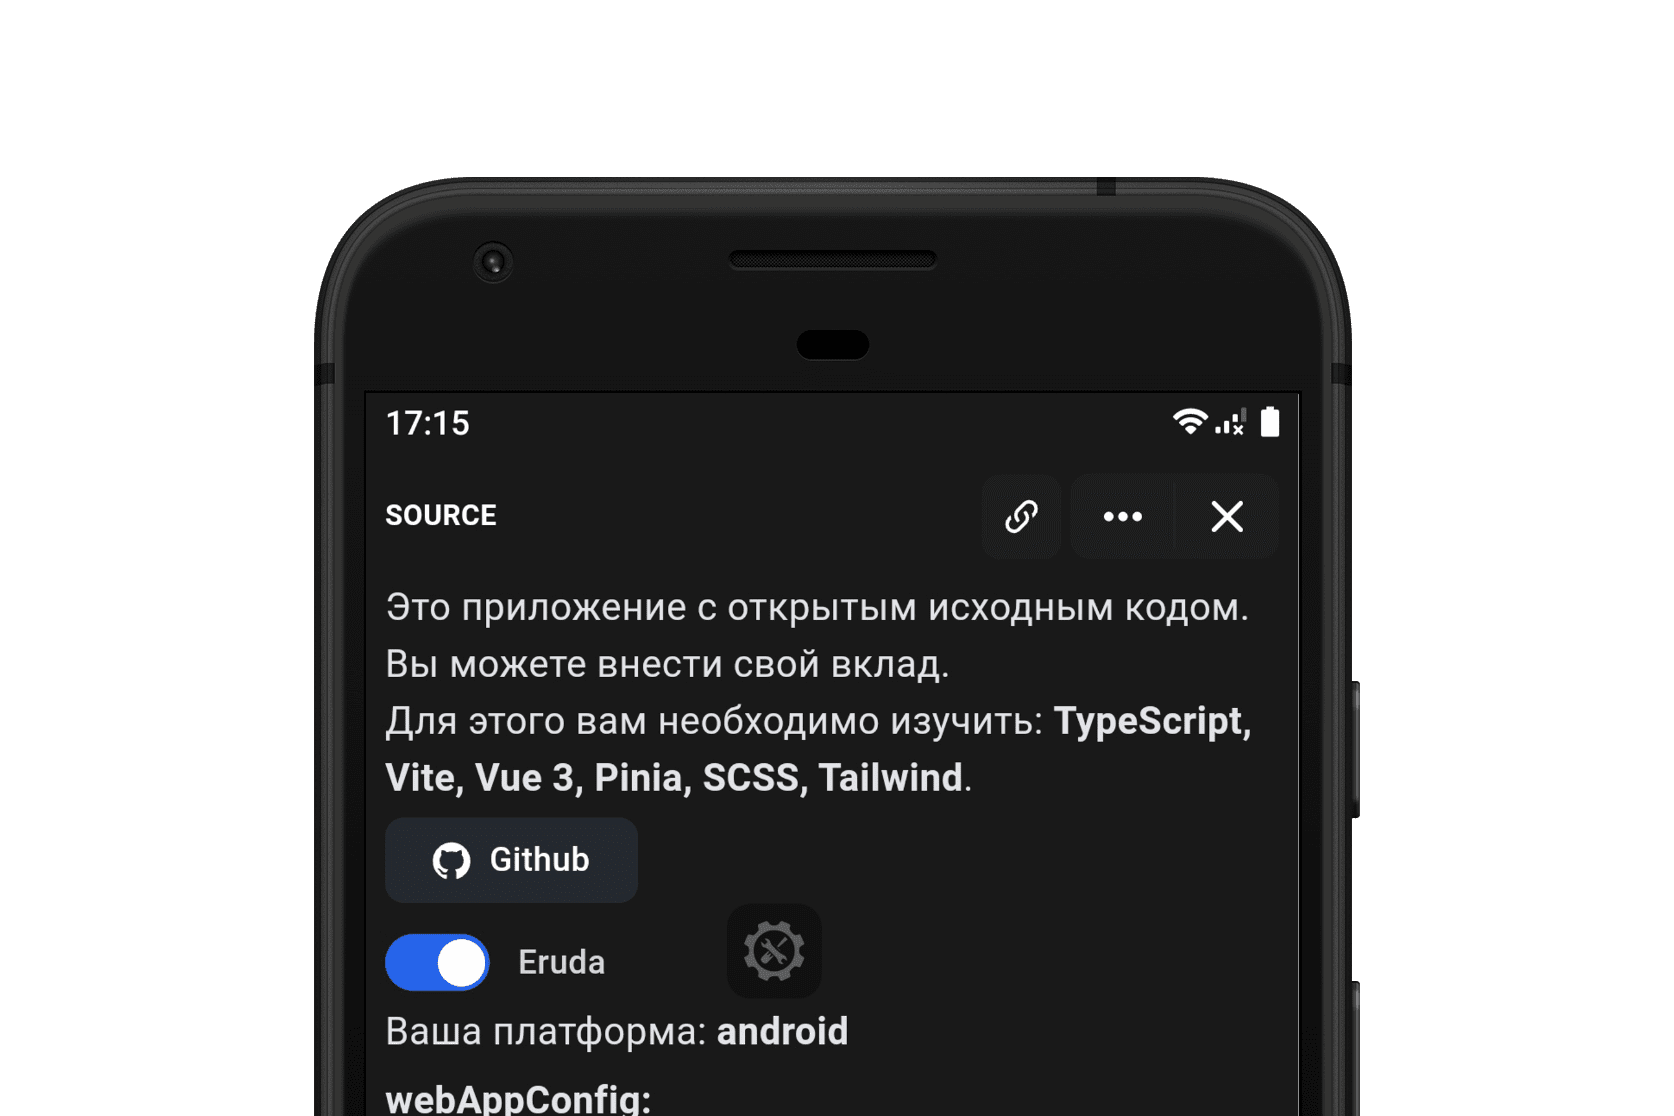 17:15
SOURCE
Это приложение с открытым исходным кодом.
Вы можете внести свой вклад.
Для этого вам необходимо изучить: TypeScript,
Vite, Vue 3, Pinia, SCSS, Tailwind.
Github
Eruda
Ваша платформа: android
webAppConfig: